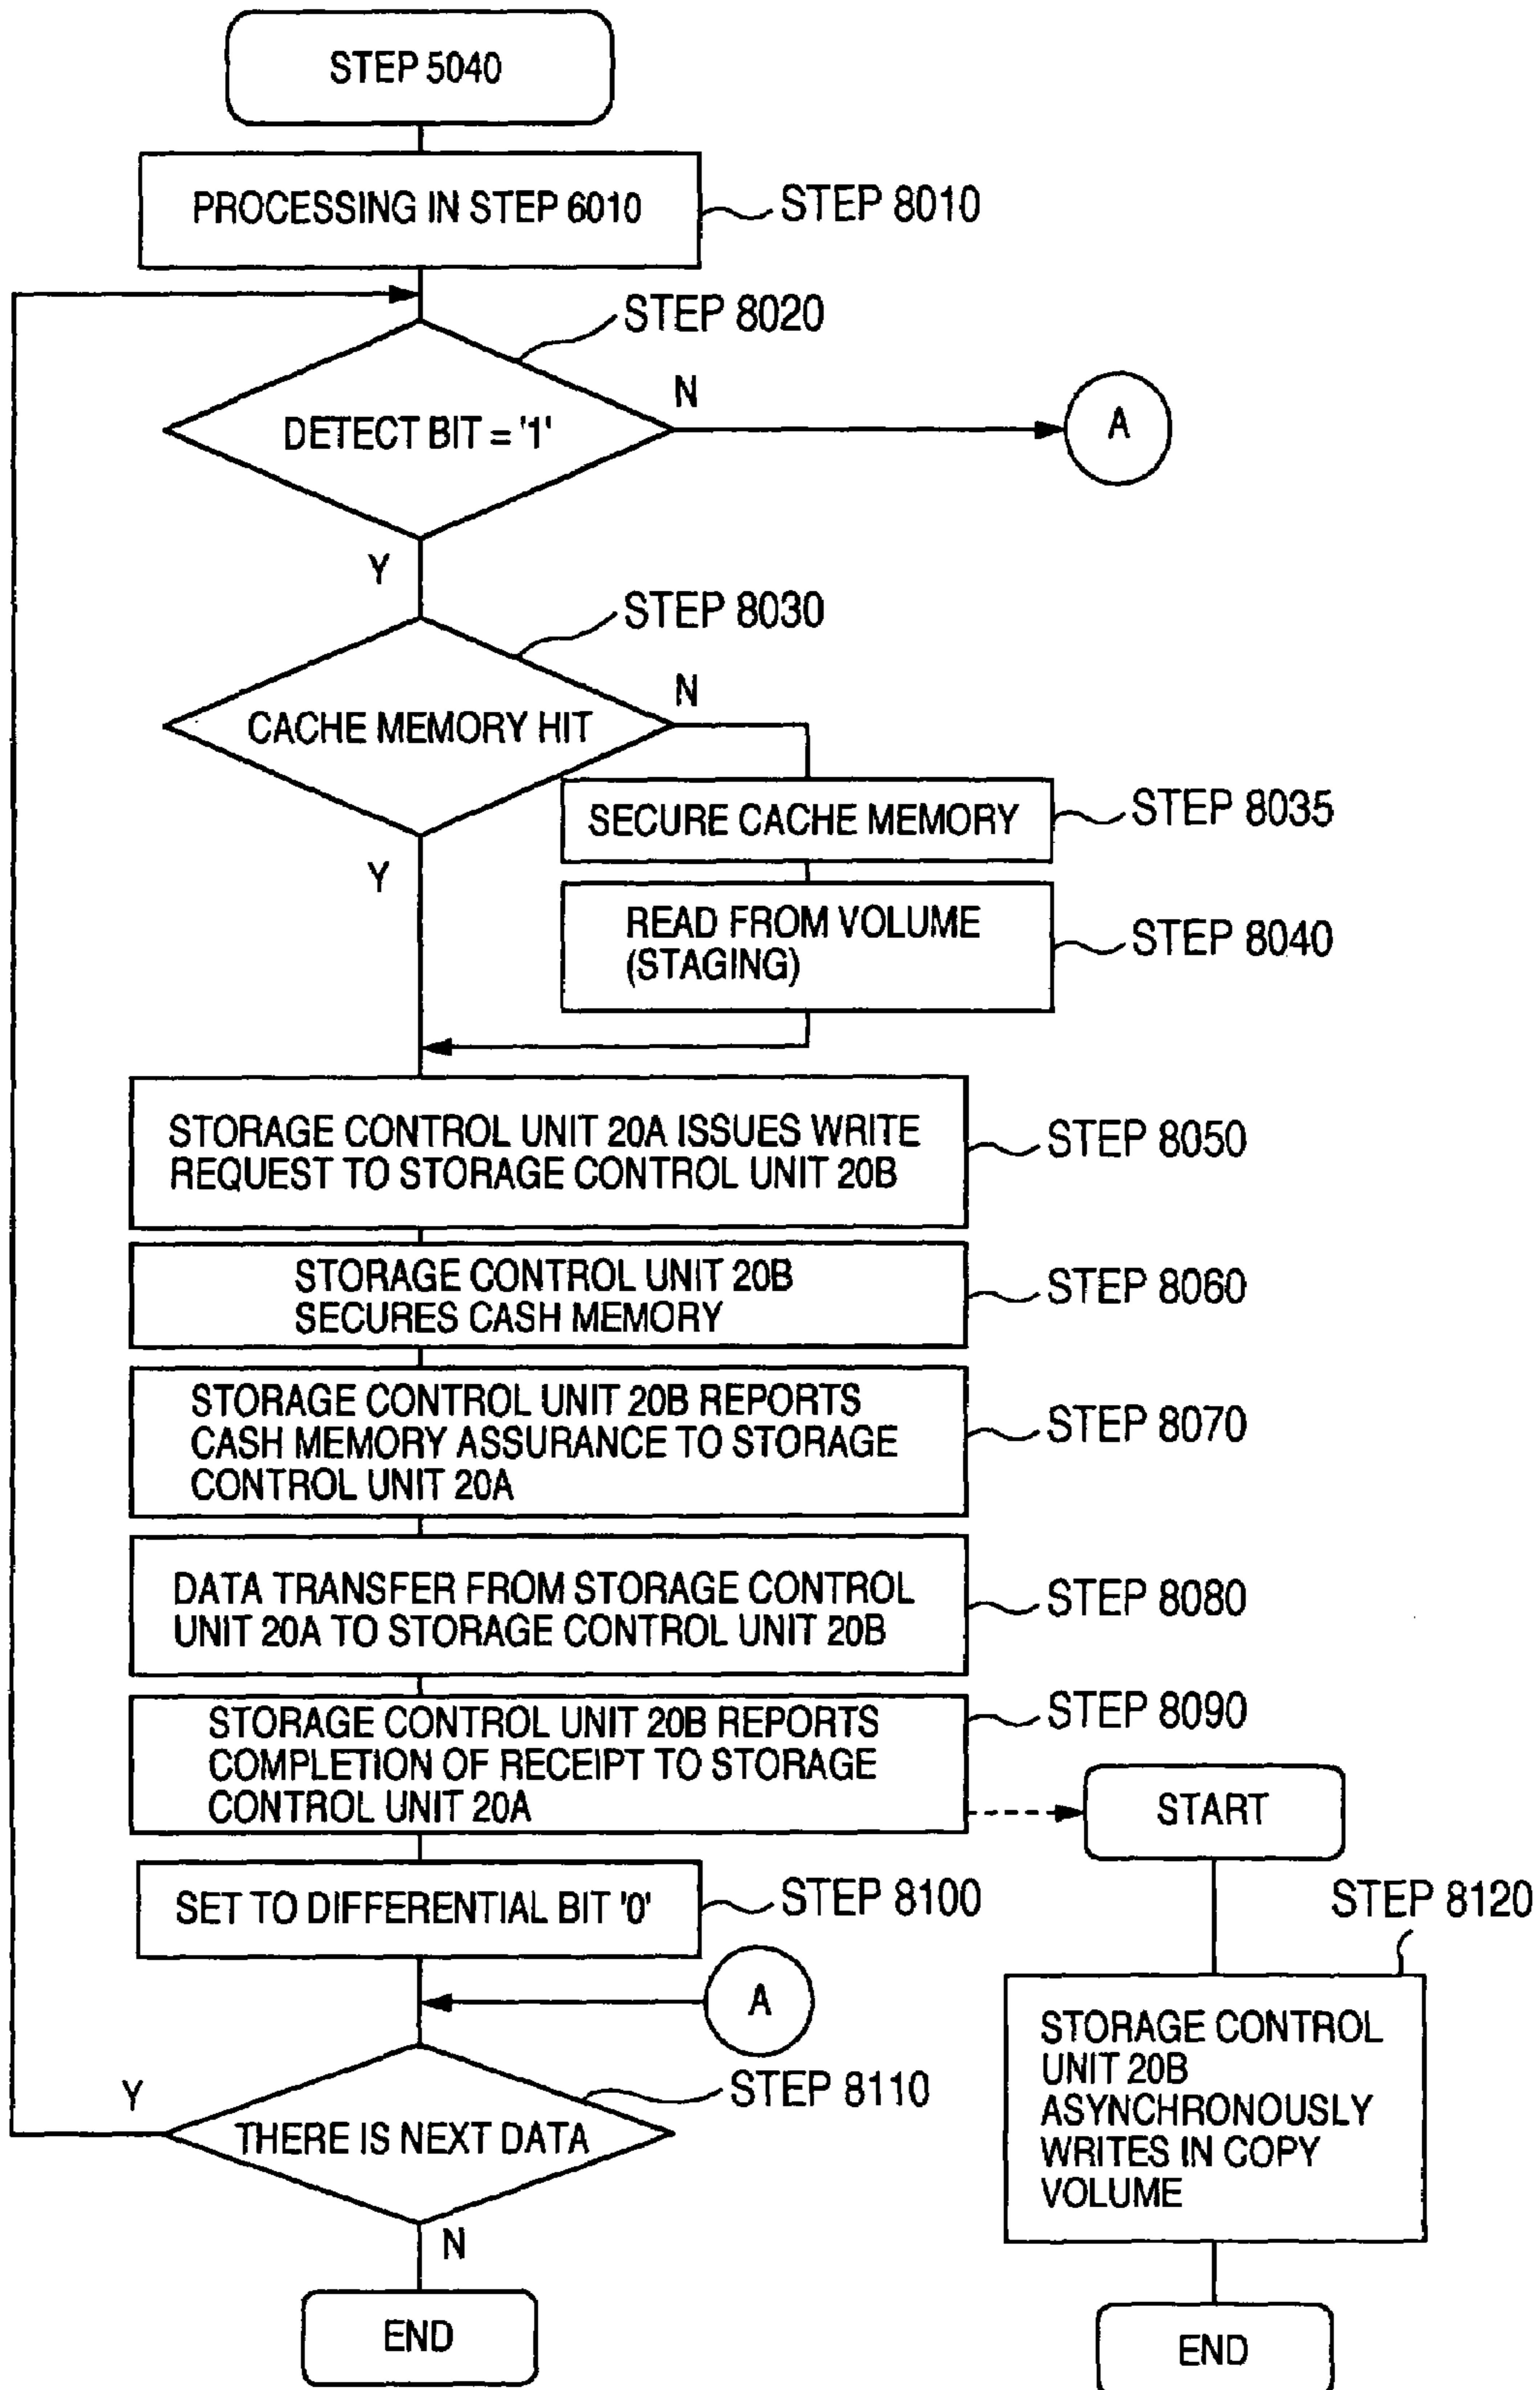 STEP 5040
PROCESSING IN STEP 6010
STEP 8010
STEP 8020
DETECT BIT = '1'
N
A
Y
STEP 8030
CACHE MEMORY HIT
N
SECURE CACHE MEMORY
STEP 8035
Y
READ FROM VOLUME
(STAGING)
STEP 8040
STORAGE CONTROL UNIT 20A ISSUES WRITE
REQUEST TO STORAGE CONTROL UNIT 20B
STEP 8050
STORAGE CONTROL UNIT 20B
SECURES CASH MEMORY
STEP 8060
STORAGE CONTROL UNIT 20B REPORTS
CASH MEMORY ASSURANCE TO STORAGE
CONTROL UNIT 20A
STEP 8070
DATA TRANSFER FROM STORAGE CONTROL
UNIT 20A TO STORAGE CONTROL UNIT 20B
STEP 8080
STORAGE CONTROL UNIT 20B REPORTS
COMPLETION OF RECEIPT TO STORAGE
CONTROL UNIT 20A
STEP 8090
START
SET TO DIFFERENTIAL BIT '0'
STEP 8100
STEP 8120
A
STEP 8110
Y
THERE IS NEXT DATA
N
END
STORAGE CONTROL
UNIT 20B
ASYNCHRONOUSLY
WRITES IN COPY
VOLUME
END